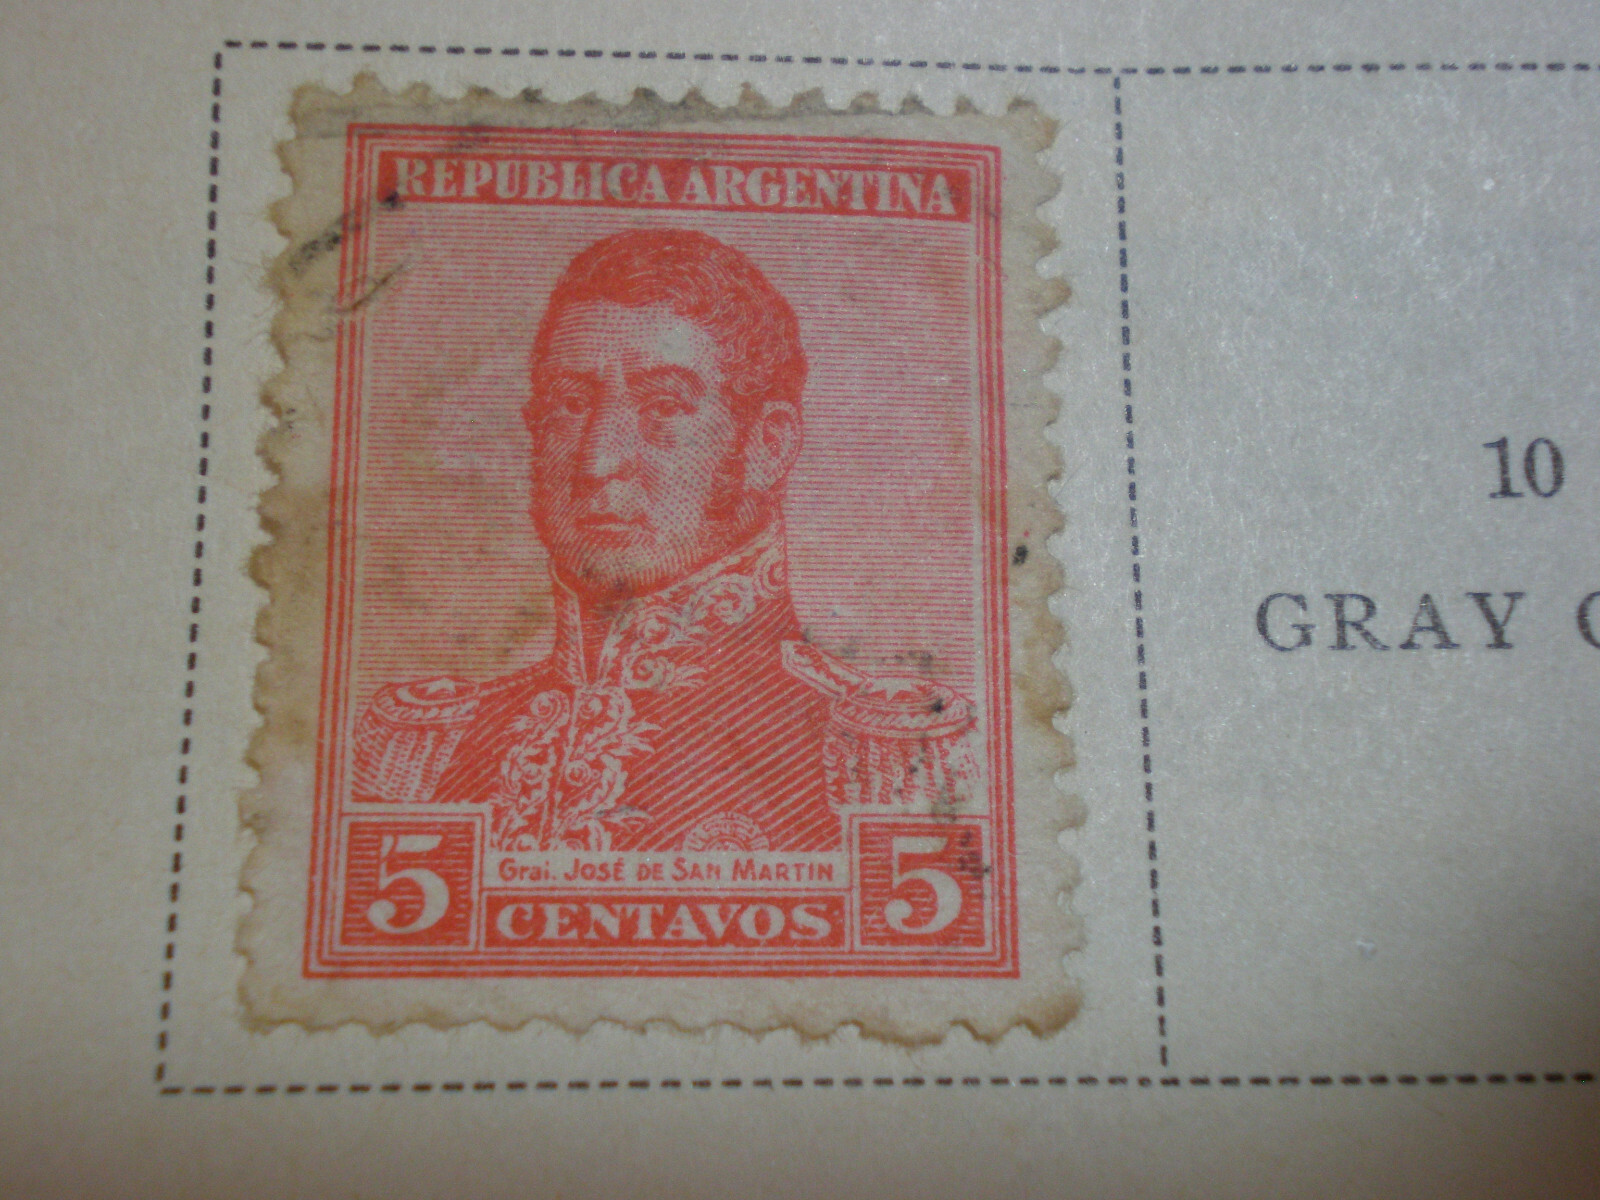 REPUBLICA ARGENTINA
5
Gral. JOSÉ DE SAN MARTIN
CENTAVOS
5
10
GRAY